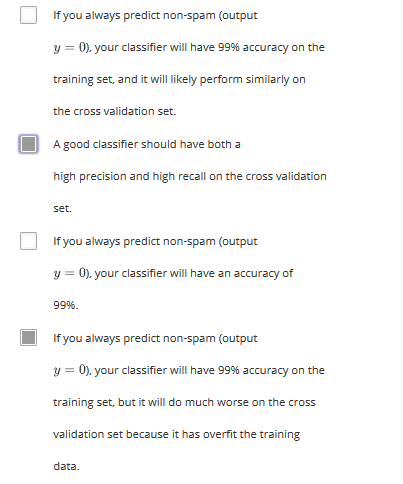 If you always predict non-spam (output
y = 0), your classifier will have 99% accuracy on the
training set, and it will likely perform similarly on
the cross validation set.
A good classifier should have both a
high precision and high recall on the cross validation
set.
If you always predict non-spam (output
y = 0), your classifier will have an accuracy of
99%.
If you always predict non-spam (output
y = 0), your classifier will have 99% accuracy on the
training set, but it will do much worse on the cross
validation set because it has overfit the training
data.